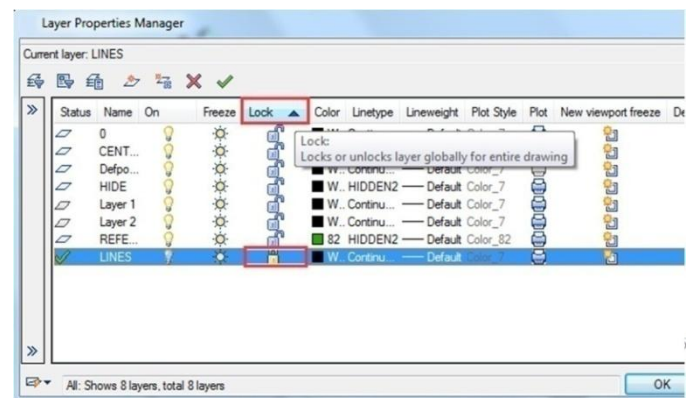 Layer Properties Manager
Current layer: LINES
Status Name On Freeze Lock Color Linetype Lineweight Plot Style Plot New viewport freeze De
0
Lock:
CENT...
Locks or unlocks layer globally for entire drawing
Defpo... W.. Continu... Default Color_7
HIDE W.. HIDDEN2 Default Color_7
Layer 1 W.. Continu... Default Color_7
Layer 2 W.. Continu... Default Color_7
REFE... 82 HIDDEN2 Default Color_82
LINES W.. Continu... Default Color_7
All: Shows 8 layers, total 8 layers
OK